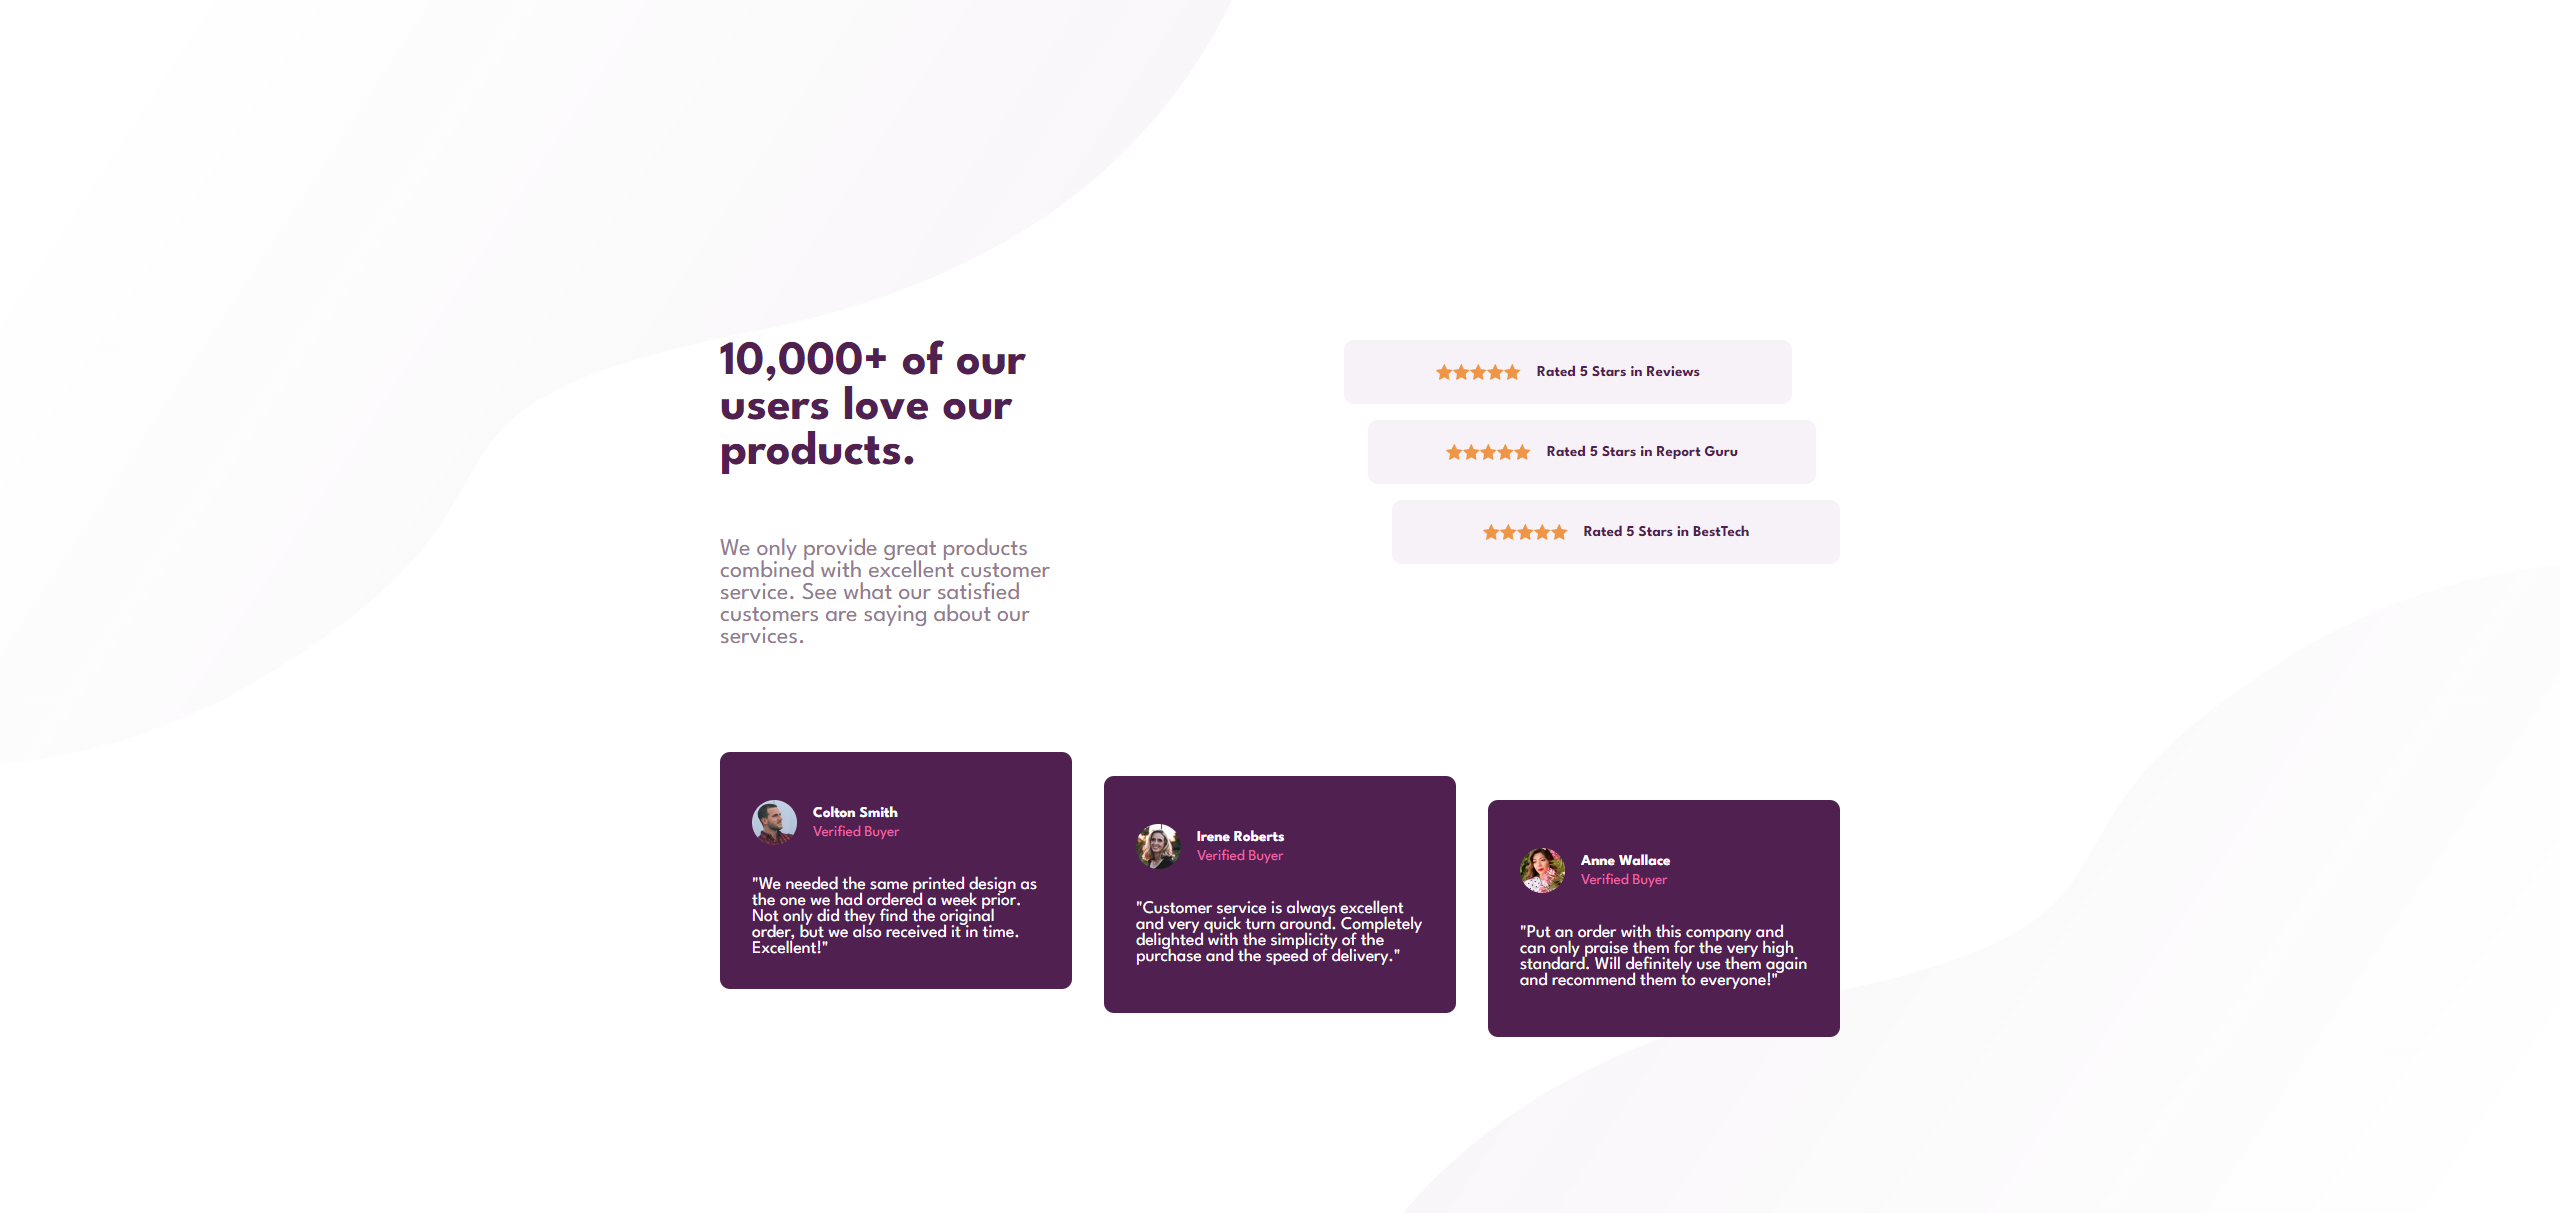 10,000+ of our
users love our
products.
We only provide great products
combined with excellent customer
service. See what our satisfied
customers are saying about our
services.
Rated 5 Stars in Reviews
Rated 5 Stars in Report Guru
Rated 5 Stars in BestTech
Colton Smith
Verified Buyer
"We needed the same printed design as
the one we had ordered a week prior.
Not only did they find the original
order, but we also received it in time.
Excellent!"
Irene Roberts
Verified Buyer
"Customer service is always excellent
and very quick turn around. Completely
delighted with the simplicity of the
purchase and the speed of delivery."
Anne Wallace
Verified Buyer
"Put an order with this company and
can only praise them for the very high
standard. Will definitely use them again
and recommend them to everyone!"